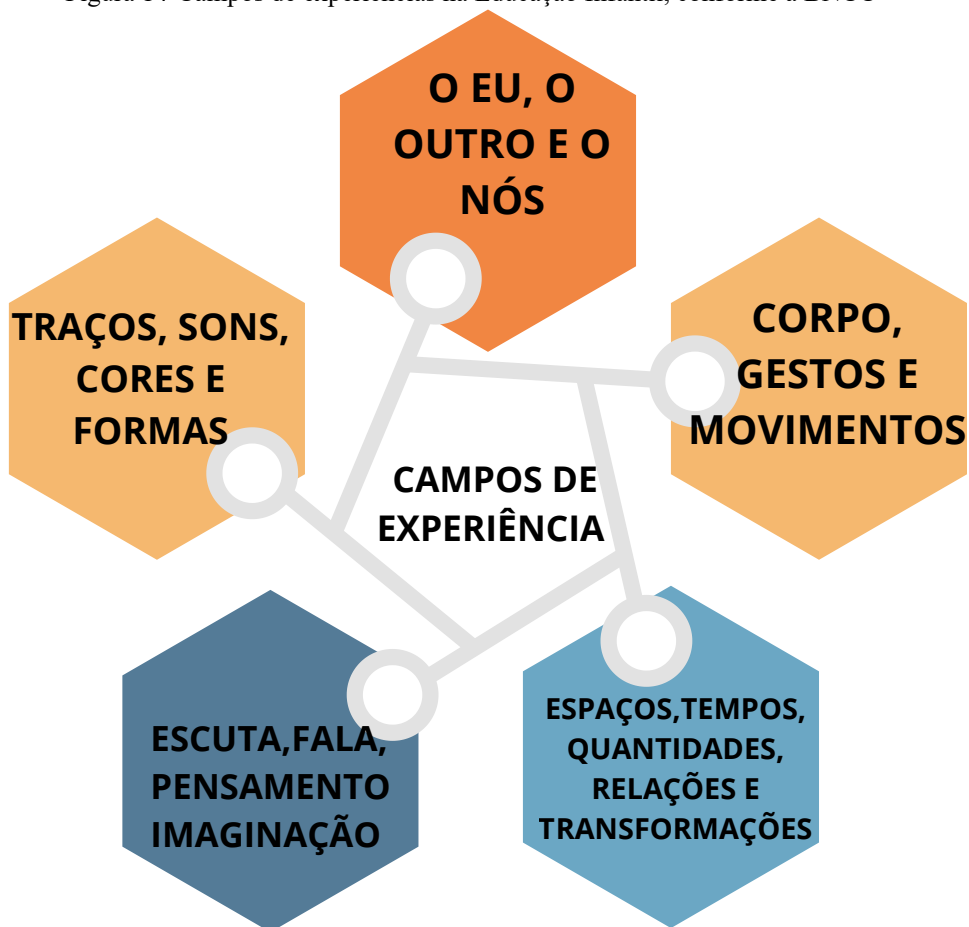 O EU, O
OUTRO E O
NÓS
TRAÇOS, SONS,
CORES E
FORMAS
CORPO,
GESTOS E
MOVIMENTOS
CAMPOS DE
EXPERIÊNCIA
ESCUTA,FALA,
PENSAMENTO
IMAGINAÇÃO
ESPAÇOS,TEMPOS,
QUANTIDADES,
RELAÇÕES E
TRANSFORMAÇÕES